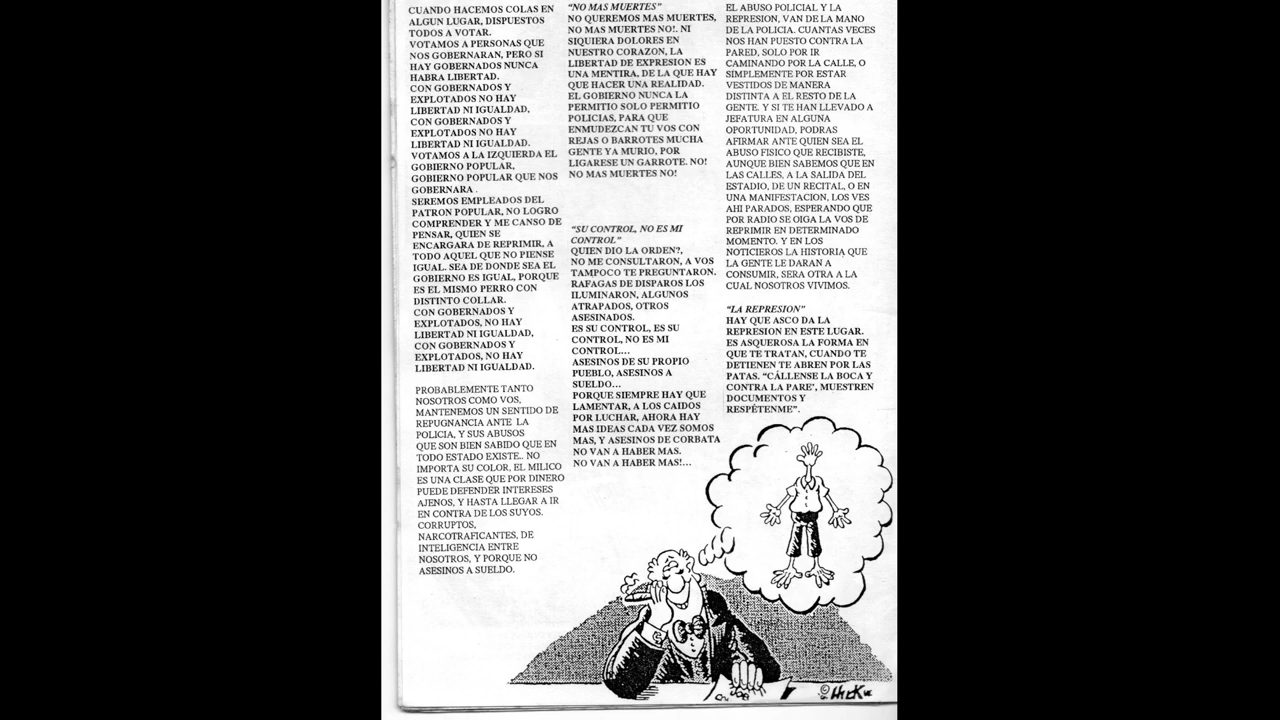 CUANDO HACEMOS COLAS EN
ALGUN LUGAR, DISPUESTOS
TODOS A VOTAR.
VOTAMOS A PERSONAS QUE
NOS GOBERNARAN, PERO SI
HAY GOBERNADOS NUNCA
HABRA LIBERTAD.
CON GOBERNADOS Y
EXPLOTADOS NO HAY
LIBERTAD NI IGUALDAD,
CON GOBERNADOS Y
EXPLOTADOS NO HAY
LIBERTAD NI IGUALDAD.
VOTAMOS A LA IZQUIERDA EL
GOBIERNO POPULAR,
GOBIERNO POPULAR QUE NOS
GOBERNARA .
SEREMOS EMPLEADOS DEL
PATRON POPULAR, NO LOGRO
COMPRENDER Y ME CANSO DE
PENSAR, QUIEN SE
ENCARGARA DE REPRIMIR, A
TODO AQUEL QUE NO PIENSE
IGUAL. SEA DE DONDE SEA EL
GOBIERNO ES IGUAL, PORQUE
ES EL MISMO PERRO CON
DISTINTO COLLAR.
CON GOBERNADOS Y
EXPLOTADOS, NO HAY
LIBERTAD NI IGUALDAD,
CON GOBERNADOS Y
EXPLOTADOS, NO HAY
LIBERTAD NI IGUALDAD.
PROBABLEMENTE TANTO
NOSOTROS COMO VOS,
MANTENEMOS UN SENTIDO DE
REPUGNANCIA ANTE LA
POLICIA, Y SUS ABUSOS
QUE SON BIEN SABIDO QUE EN
TODO ESTADO EXISTE.. NO
IMPORTA SU COLOR, EL MILICO
ES UNA CLASE QUE POR DINERO
PUEDE DEFENDER INTERESES
AJENOS, Y HASTA LLEGAR A IR
EN CONTRA DE LOS SUYOS.
CORRUPTOS,
NARCOTRAFICANTES, DE
INTELIGENCIA ENTRE
NOSOTROS, Y PORQUE NO
ASESINOS A SUELDO.
"NO MAS MUERTES"
NO QUEREMOS MAS MUERTES,
NO MAS MUERTES NO!. NI
SIQUIERA DOLORES EN
NUESTRO CORAZON, LA
LIBERTAD DE EXPRESION ES
UNA MENTIRA, DE LA QUE HAY
QUE HACER UNA REALIDAD.
EL GOBIERNO NUNCA LA
PERMITIO SOLO PERMITIO
POLICIAS, PARA QUE
ENMUDEZCAN TU VOS CON
REJAS O BARROTES MUCHA
GENTE YA MURIO, POR
LIGARESE UN GARROTE. NO!
NO MAS MUERTES NO!
"SU CONTROL, NO ES MI
CONTROL"
QUIEN DIO LA ORDEN?,
NO ME CONSULTARON, A VOS
TAMPOCO TE PREGUNTARON.
RAFAGAS DE DISPAROS LOS
ILUMINARON, ALGUNOS
ATRAPADOS, OTROS
ASESINADOS.
ES SU CONTROL, ES SU
CONTROL, NO ES MI
CONTROL...
ASESINOS DE SU PROPIO
PUEBLO, ASESINOS A
SUELDO...
PORQUE SIEMPRE HAY QUE
LAMENTAR, A LOS CAIDOS
POR LUCHAR, AHORA HAY
MAS IDEAS CADA VEZ SOMOS
MAS, Y ASESINOS DE CORBATA
NO VAN A HABER MAS.
NO VAN A HABER MAS!...
EL ABUSO POLICIAL Y LA
REPRESION, VAN DE LA MANO
DE LA POLICIA. CUANTAS VECES
NOS HAN PUESTO CONTRA LA
PARED, SOLO POR IR
CAMINANDO POR LA CALLE, O
SIMPLEMENTE POR ESTAR
VESTIDOS DE MANERA
DISTINTA A EL RESTO DE LA
GENTE. Y SI TE HAN LLEVADO A
JEFATURA EN ALGUNA
OPORTUNIDAD, PODRAS
AFIRMAR ANTE QUIEN SEA EL
ABUSO FISICO QUE RECIBISTE,
AUNQUE BIEN SABEMOS QUE EN
LAS CALLES, A LA SALIDA DEL
ESTADIO, DE UN RECITAL, O EN
UNA MANIFESTACION, LOS VES
AHI PARADOS, ESPERANDO QUE
POR RADIO SE OIGA LA VOS DE
REPRIMIR EN DETERMINADO
MOMENTO. Y EN LOS
NOTICIEROS LA HISTORIA QUE
LA GENTE LE DARAN A
CONSUMIR, SERA OTRA A LA
CUAL NOSOTROS VIVIMOS.
"LA REPRESION"
HAY QUE ASCO DA LA
REPRESION EN ESTE LUGAR.
ES ASQUEROSA LA FORMA EN
QUE TE TRATAN, CUANDO TE
DETIENEN TE ABREN POR LAS
PATAS. "CÁLLENSE LA BOCA Y
CONTRA LA PARE', MUESTREN
DOCUMENTOS Y
RESPÉTENME".